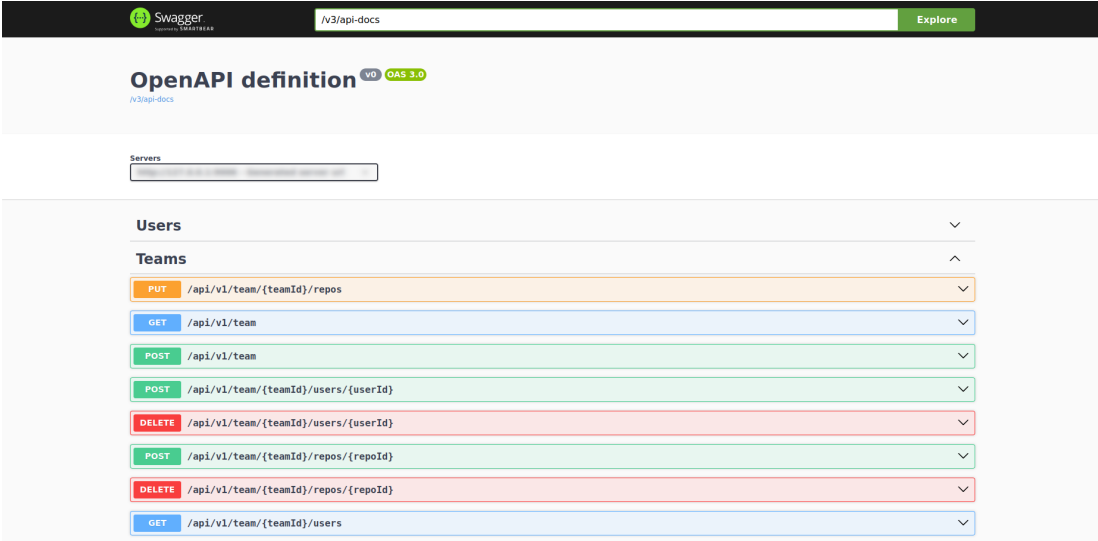 Swagger
Supported by SMARTBEAR
/v3/api-docs
Explore
OpenAPI definition v0 OAS 3.0
/v3/api-docs
Servers
Users
Teams
PUT /api/v1/team/{teamId}/repos
GET /api/v1/team
POST /api/v1/team
POST /api/v1/team/{teamId}/users/{userId}
DELETE /api/v1/team/{teamId}/users/{userId}
POST /api/v1/team/{teamId}/repos/{repoId}
DELETE /api/v1/team/{teamId}/repos/{repoId}
GET /api/v1/team/{teamId}/users